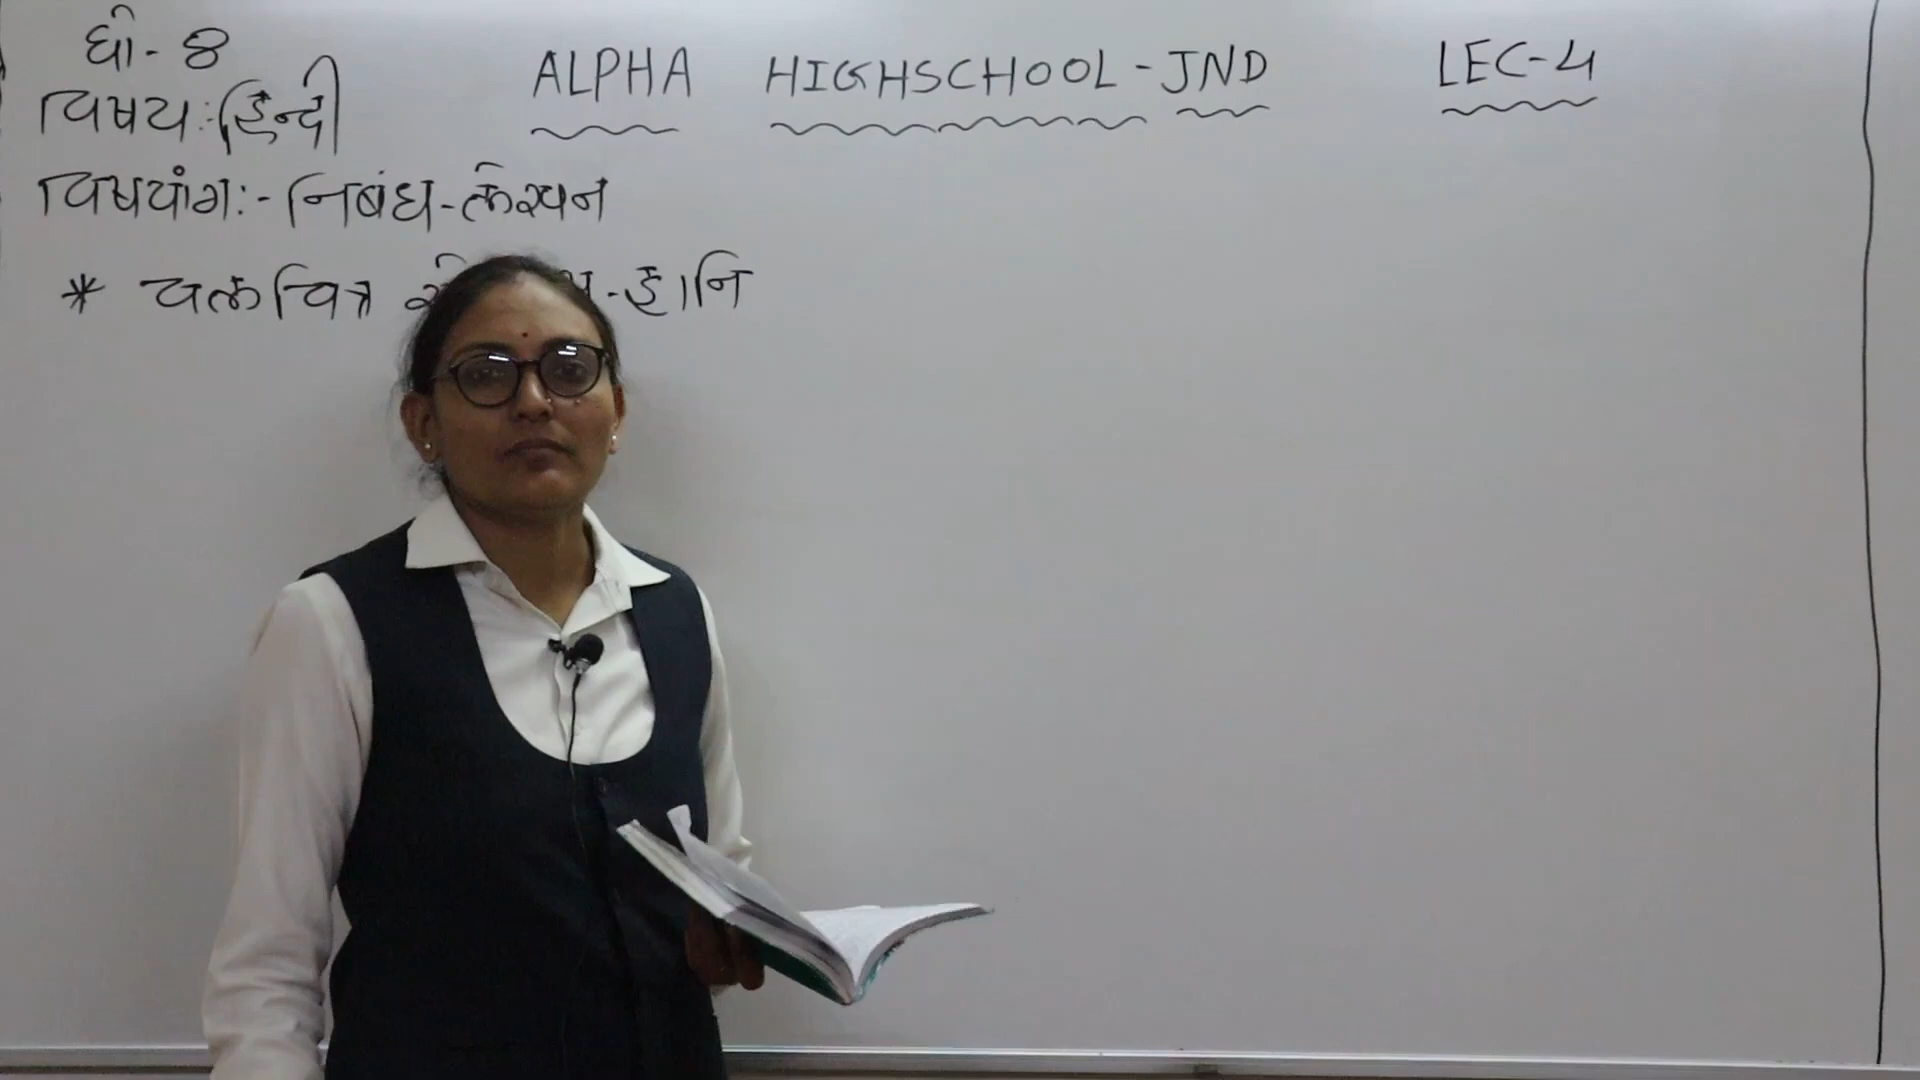 धो- 8
ALPHA HIGHSCHOOL-JND
LEC-4
विषय:-हिन्दी
विषयांग:-निबंध-लेखन
* चलचित्र -हानि